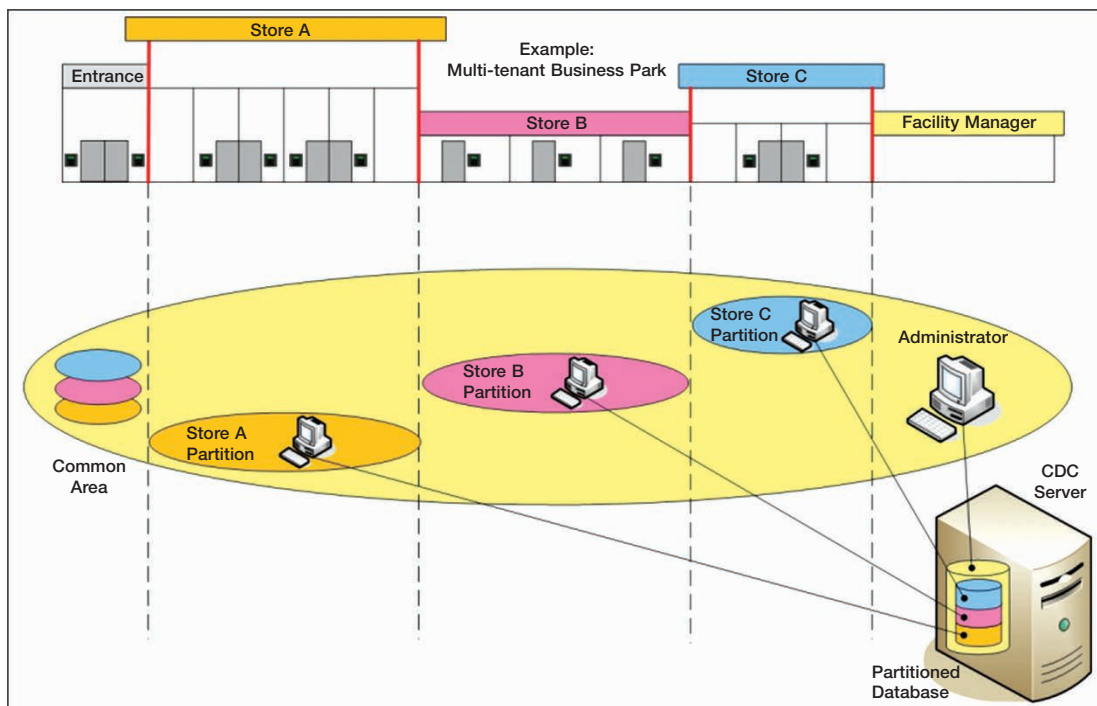 Example:
Multi-tenant Business Park
Entrance
Store A
Store B
Store C
Facility Manager
Store C
Partition
Administrator
Store B
Partition
Store A
Partition
Common
Area
CDC
Server
Partitioned
Database